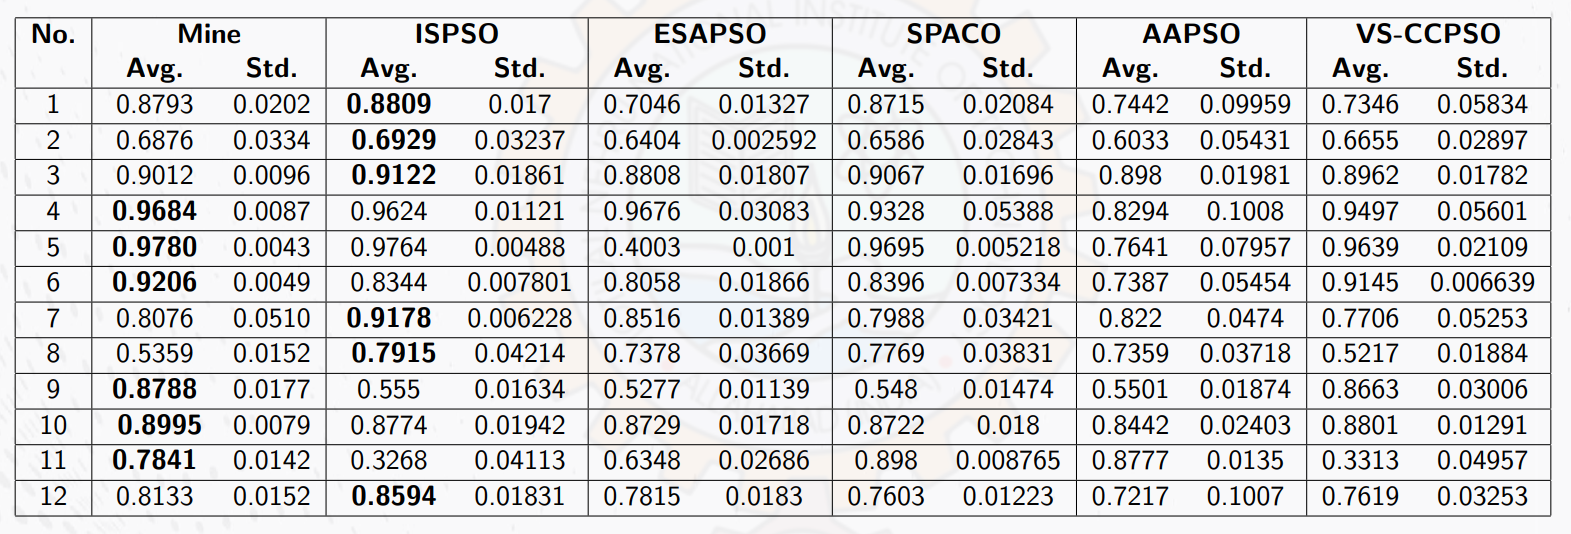 No. Mine ISPSO ESAPSO SPACO AAPSO VS-CCPSO
Avg. Std. Avg. Std. Avg. Std. Avg. Std. Avg. Std. Avg. Std.
1 0.8793 0.0202 0.8809 0.017 0.7046 0.01327 0.8715 0.02084 0.7442 0.09959 0.7346 0.05834
2 0.6876 0.0334 0.6929 0.03237 0.6404 0.002592 0.6586 0.02843 0.6033 0.05431 0.6655 0.02897
3 0.9012 0.0096 0.9122 0.01861 0.8808 0.01807 0.9067 0.01696 0.898 0.01981 0.8962 0.01782
4 0.9684 0.0087 0.9624 0.01121 0.9676 0.03083 0.9328 0.05388 0.8294 0.1008 0.9497 0.05601
5 0.9780 0.0043 0.9764 0.00488 0.4003 0.001 0.9695 0.005218 0.7641 0.07957 0.9639 0.02109
6 0.9206 0.0049 0.8344 0.007801 0.8058 0.01866 0.8396 0.007334 0.7387 0.05454 0.9145 0.006639
7 0.8076 0.0510 0.9178 0.006228 0.8516 0.01389 0.7988 0.03421 0.822 0.0474 0.7706 0.05253
8 0.5359 0.0152 0.7915 0.04214 0.7378 0.03669 0.7769 0.03831 0.7359 0.03718 0.5217 0.01884
9 0.8788 0.0177 0.555 0.01634 0.5277 0.01139 0.548 0.01474 0.5501 0.01874 0.8663 0.03006
10 0.8995 0.0079 0.8774 0.01942 0.8729 0.01718 0.8722 0.018 0.8442 0.02403 0.8801 0.01291
11 0.7841 0.0142 0.3268 0.04113 0.6348 0.02686 0.898 0.008765 0.8777 0.0135 0.3313 0.04957
12 0.8133 0.0152 0.8594 0.01831 0.7815 0.0183 0.7603 0.01223 0.7217 0.1007 0.7619 0.03253